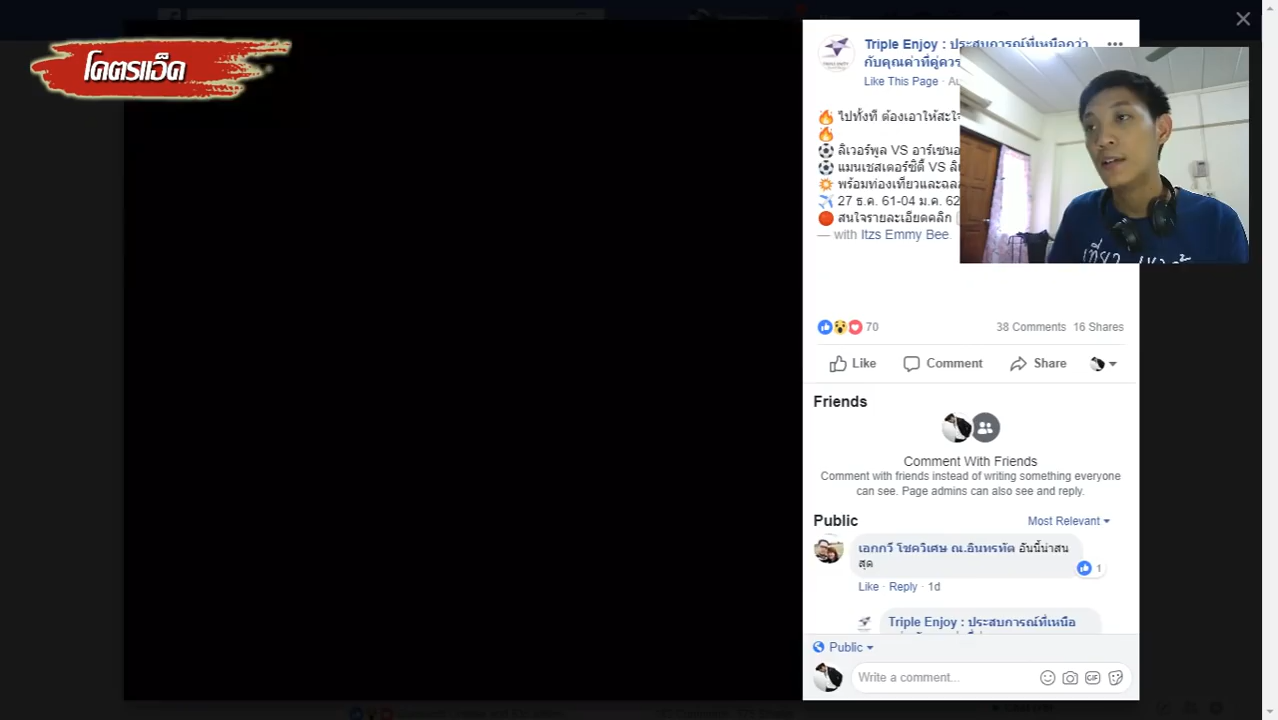 โคตรแอ็ด
Triple Enjoy : ประสบการณ์ที่เหนือกว่า
กับคุณค่าที่คู่ควร
Like This Page ·
ไปทั้งที ต้องเอาให้สะใจ
ลิเวอร์พูล VS อาร์เซนอ
แมนเชสเตอร์ซิตี้ VS ลิ
พร้อมท่องเที่ยวและฉลอ
27 ธ.ค. 61-04 ม.ค. 62
สนใจรายละเอียดคลิก
— with Itzs Emmy Bee.
70
38 Comments 16 Shares
Like Comment Share
Friends
Comment With Friends
Comment with friends instead of writing something everyone
can see. Page admins can also see and reply.
Public
Most Relevant
เอกกวี โชควิเศษ ณ.อินทรทัต อันนี้น่าสน
สุด
1
Like · Reply · 1d
Triple Enjoy : ประสบการณ์ที่เหนือ
Public
Write a comment...
GIF